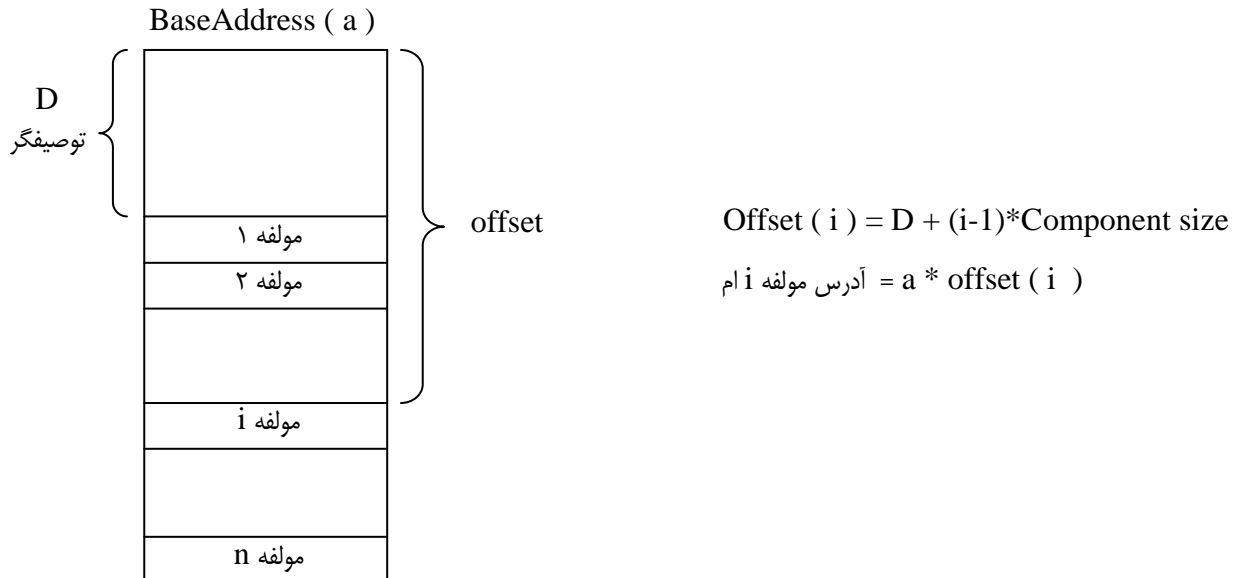 BaseAddress ( a )
D
توصیفگر
مولفه ۱
مولفه ۲
مولفه i
مولفه n
offset
Offset ( i ) = D + (i-1)*Component size
آدرس مولفه i ام = a * offset ( i )